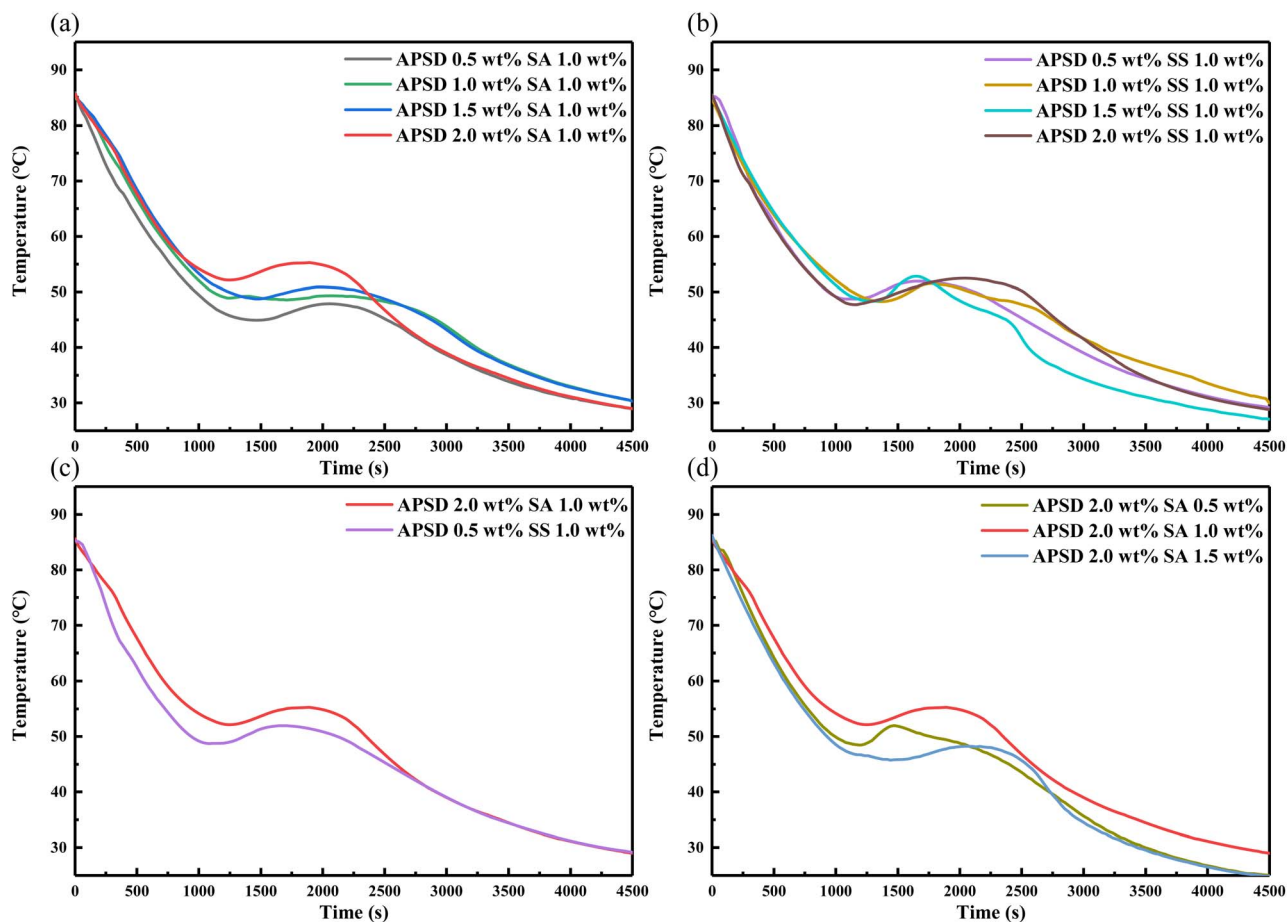 (a)
APSD 0.5 wt% SA 1.0 wt%
APSD 1.0 wt% SA 1.0 wt%
APSD 1.5 wt% SA 1.0 wt%
APSD 2.0 wt% SA 1.0 wt%
90
80
70
60
50
40
30
Temperature (℃)
0 500 1000 1500 2000 2500 3000 3500 4000 4500
Time (s)
(b)
APSD 0.5 wt% SS 1.0 wt%
APSD 1.0 wt% SS 1.0 wt%
APSD 1.5 wt% SS 1.0 wt%
APSD 2.0 wt% SS 1.0 wt%
90
80
70
60
50
40
30
Temperature (℃)
0 500 1000 1500 2000 2500 3000 3500 4000 4500
Time (s)
(c)
APSD 2.0 wt% SA 1.0 wt%
APSD 0.5 wt% SS 1.0 wt%
90
80
70
60
50
40
30
Temperature (℃)
0 500 1000 1500 2000 2500 3000 3500 4000 4500
Time (s)
(d)
APSD 2.0 wt% SA 0.5 wt%
APSD 2.0 wt% SA 1.0 wt%
APSD 2.0 wt% SA 1.5 wt%
90
80
70
60
50
40
30
Temperature (℃)
0 500 1000 1500 2000 2500 3000 3500 4000 4500
Time (s)